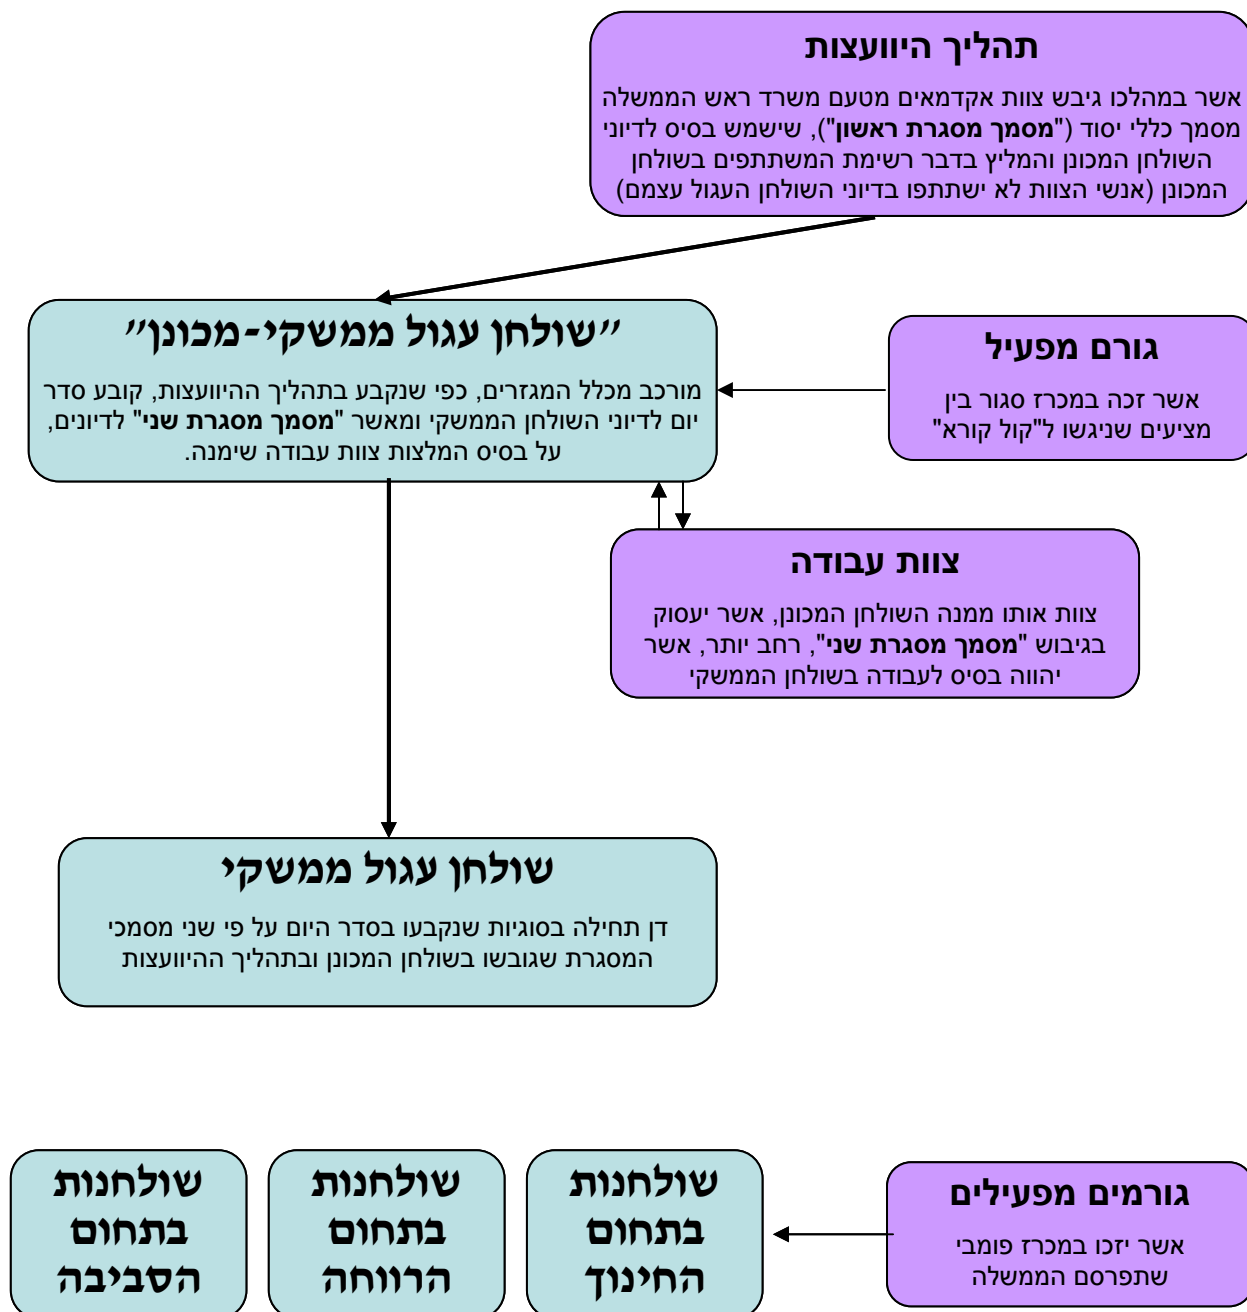 תהליך היוועצות
אשר במהלכו גיבש צוות אקדמאים מטעם משרד ראש הממשלה
מסמך כללי יסוד ("מסמך מסגרת ראשון"), שישמש בסיס לדיוני
השולחן המכונן והמליץ בדבר רשימת המשתתפים בשולחן
המכונן (אנשי הצוות לא ישתתפו בדיוני השולחן העגול עצמם)
"שולחן עגול ממשקי-מכונן"
מורכב מכלל המגזרים, כפי שנקבע בתהליך ההיוועצות, קובע סדר
יום לדיוני השולחן הממשקי ומאשר "מסמך מסגרת שני" לדיונים,
על בסיס המלצות צוות עבודה שימנה.
גורם מפעיל
אשר זכה במכרז סגור בין
מציעים שניגשו ל"קול קורא"
צוות עבודה
צוות אותו ממנה השולחן המכונן, אשר יעסוק
בגיבוש "מסמך מסגרת שני", רחב יותר, אשר
יהווה בסיס לעבודה בשולחן הממשקי
שולחן עגול ממשקי
דן תחילה בסוגיות שנקבעו בסדר היום על פי שני מסמכי
המסגרת שגובשו בשולחן המכונן ובתהליך ההיוועצות
גורמים מפעילים
אשר יזכו במכרז פומבי
שתפרסם הממשלה
שולחנות
בתחום
החינוך
שולחנות
בתחום
הרווחה
שולחנות
בתחום
הסביבה